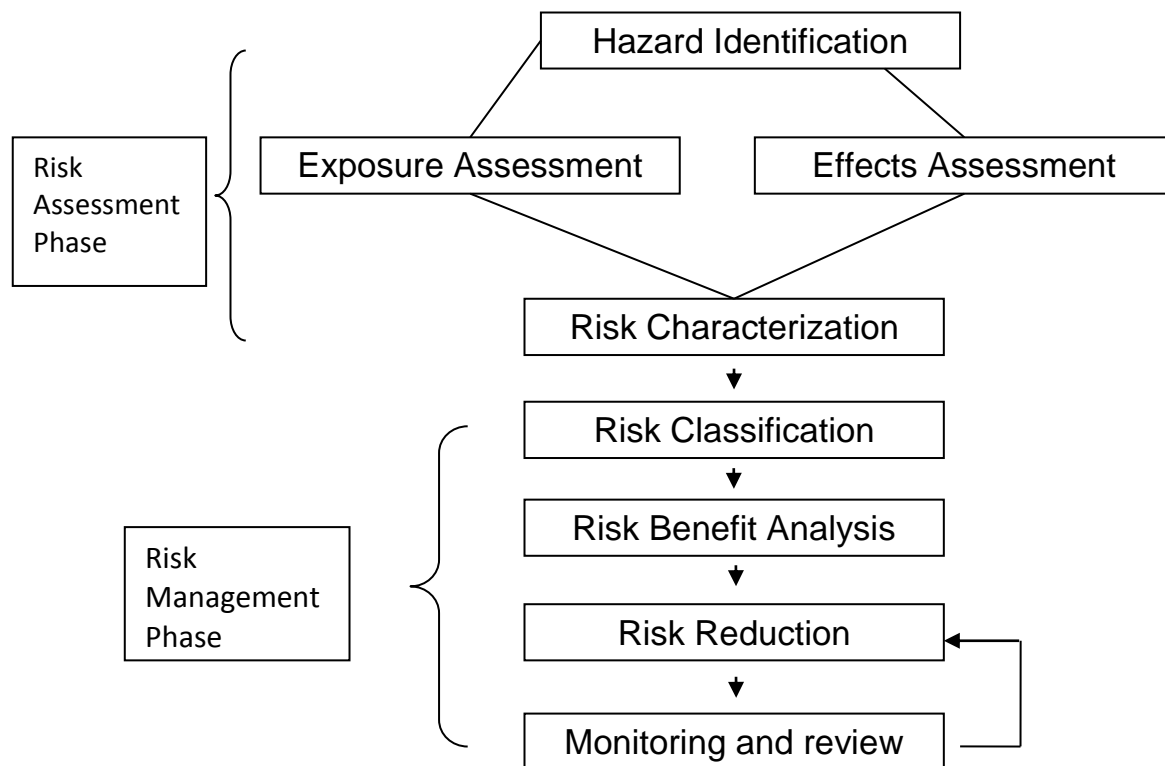 Hazard Identification
Risk
Assessment
Phase
Exposure Assessment
Effects Assessment
Risk Characterization
Risk Classification
Risk Benefit Analysis
Risk
Management
Phase
Risk Reduction
Monitoring and review